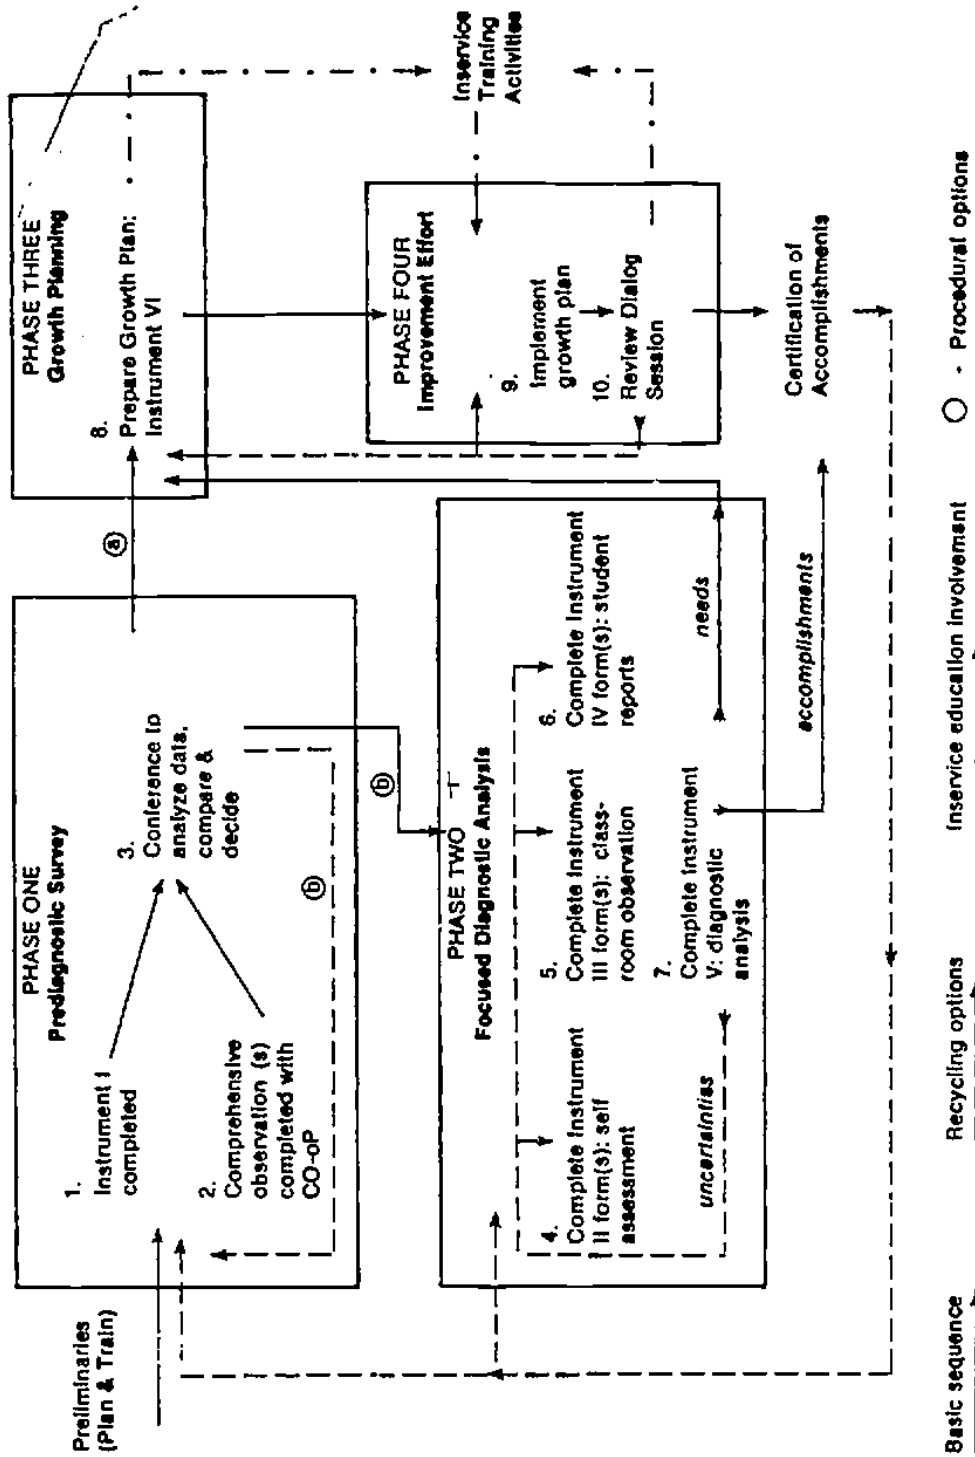 Preliminaries
(Plan & Train)
PHASE ONE
Prediagnostic Survey
1.
Instrument I
completed
2.
Comprehensive
observation (s)
completed with
CO-oP
3.
Conference to
analyze data,
compare &
decide
(b)
(a)
(b)
PHASE TWO
Focused Diagnostic Analysis
4.
Complete Instrument
II form(s): self
assessment
5.
Complete Instrument
III form(s): class-
room observation
6.
Complete Instrument
IV form(s): student
reports
7.
Complete Instrument
V: diagnostic
analysis
uncertainties
needs
accomplishments
PHASE THREE
Growth Planning
8.
Prepare Growth Plan:
Instrument VI
PHASE FOUR
Improvement Effort
9.
Implement
growth plan
10.
Review Dialog
Session
Inservice
Training
Activities
Certification of
Accomplishments
Basic sequence
Recycling options
Inservice education involvement
- Procedural options